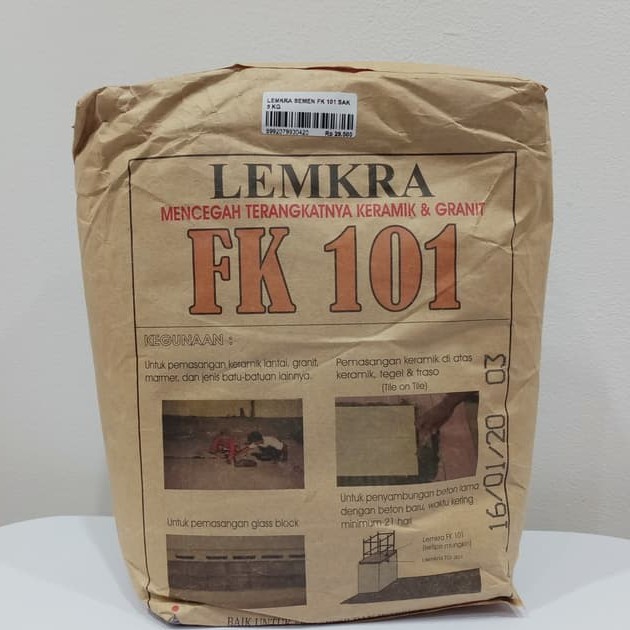 LEMKRA SEMEN FK 101 SAK
5 KG
8992079930420 Rp 29.500
LEMKRA
MENCEGAH TERANGKATNYA KERAMIK & GRANIT
FK 101
KEGUNAAN :
Untuk pemasangan keramik lantai, granit,
marmer, dan jenis batu-batuan lainnya.
Pemasangan keramik di atas
keramik, tegel & traso
(Tile on Tile)
Untuk pemasangan glass block
Untuk penyambungan beton lama
dengan beton baru, waktu kering
minimum 21 hari
Lemkra FK 101
16/01/20 03
BAIK UNTUK